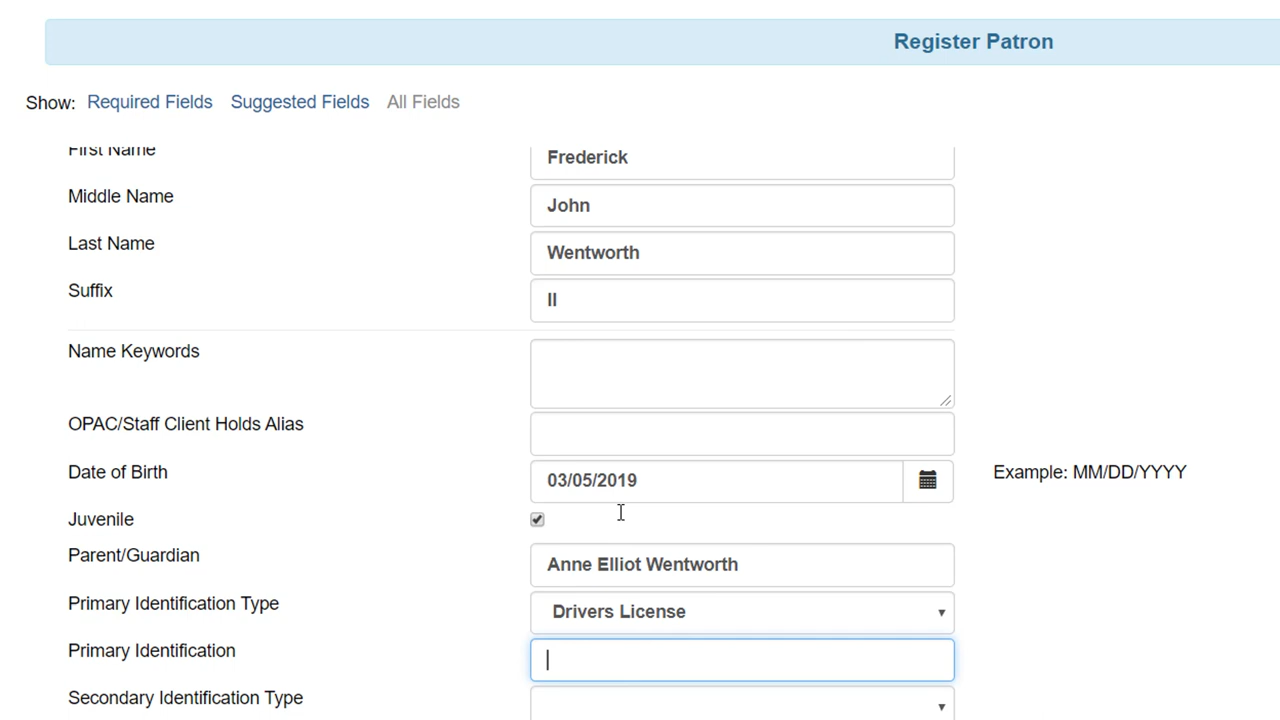 Register Patron
Show: Required Fields Suggested Fields All Fields
First Name Frederick
Middle Name John
Last Name Wentworth
Suffix II
Name Keywords
OPAC/Staff Client Holds Alias
Date of Birth 03/05/2019 Example: MM/DD/YYYY
Juvenile
Parent/Guardian Anne Elliot Wentworth
Primary Identification Type Drivers License
Primary Identification
Secondary Identification Type